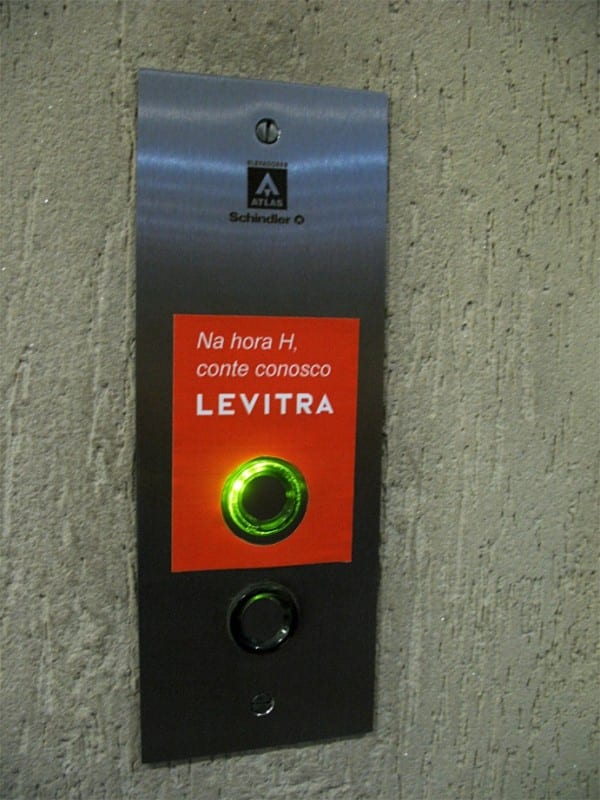 ELEVADORES
ATLAS
Schindler
Na hora H,
conte conosco
LEVITRA